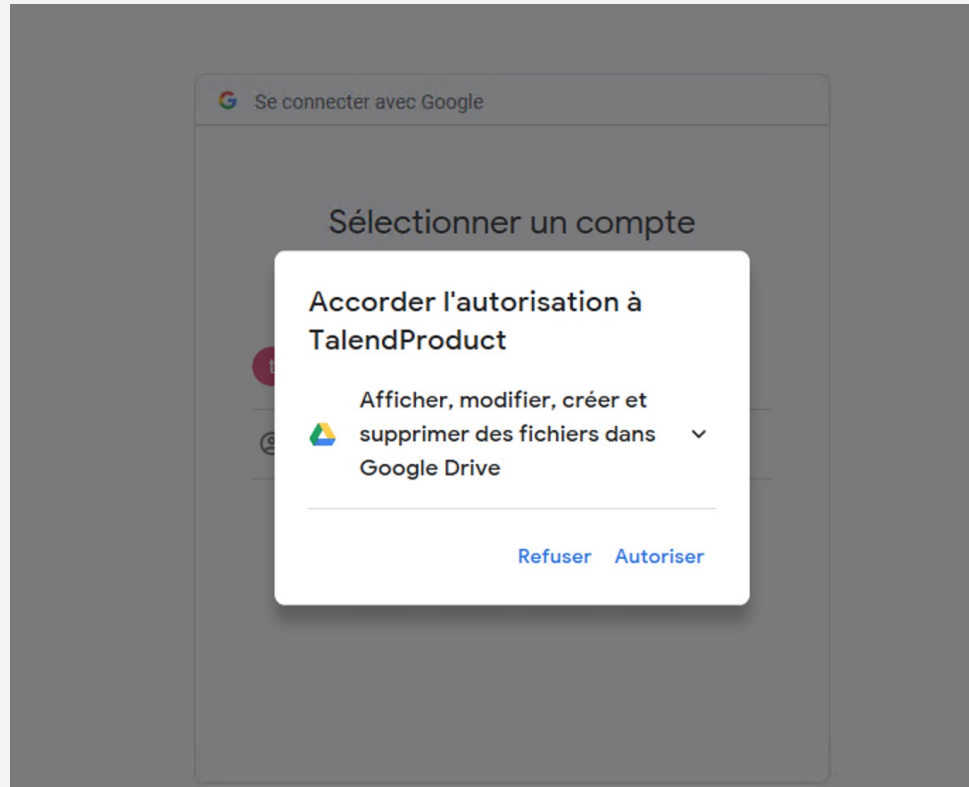 Se connecter avec Google
Sélectionner un compte
Accorder l'autorisation à
TalendProduct
Afficher, modifier, créer et
supprimer des fichiers dans
Google Drive
Refuser Autoriser